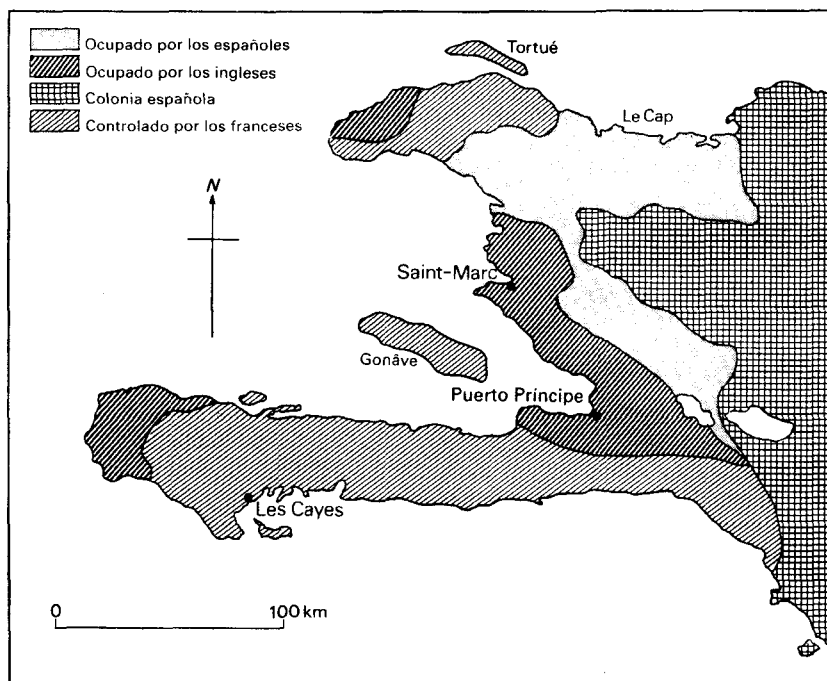 Ocupado por los españoles
Ocupado por los ingleses
Colonia española
Controlado por los franceses
Tortué
Le Cap
N
Saint-Marc
Gonâve
Puerto Príncipe
Les Cayes
0 100 km